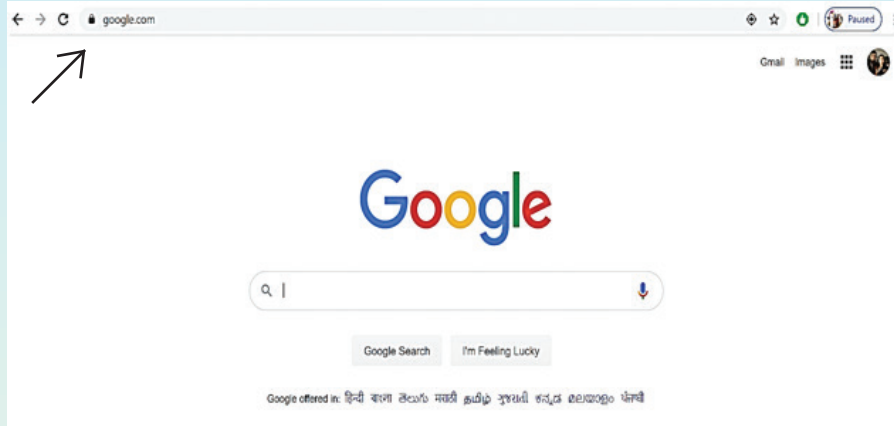 google.com
Paused
Gmail Images
Google
Google Search I'm Feeling Lucky
Google offered in: हिन्दी বাংলা తెలుగు मराठी தமிழ் ગુજરાતી ಕನ್ನಡ മലയാളം ਪੰਜਾਬੀ